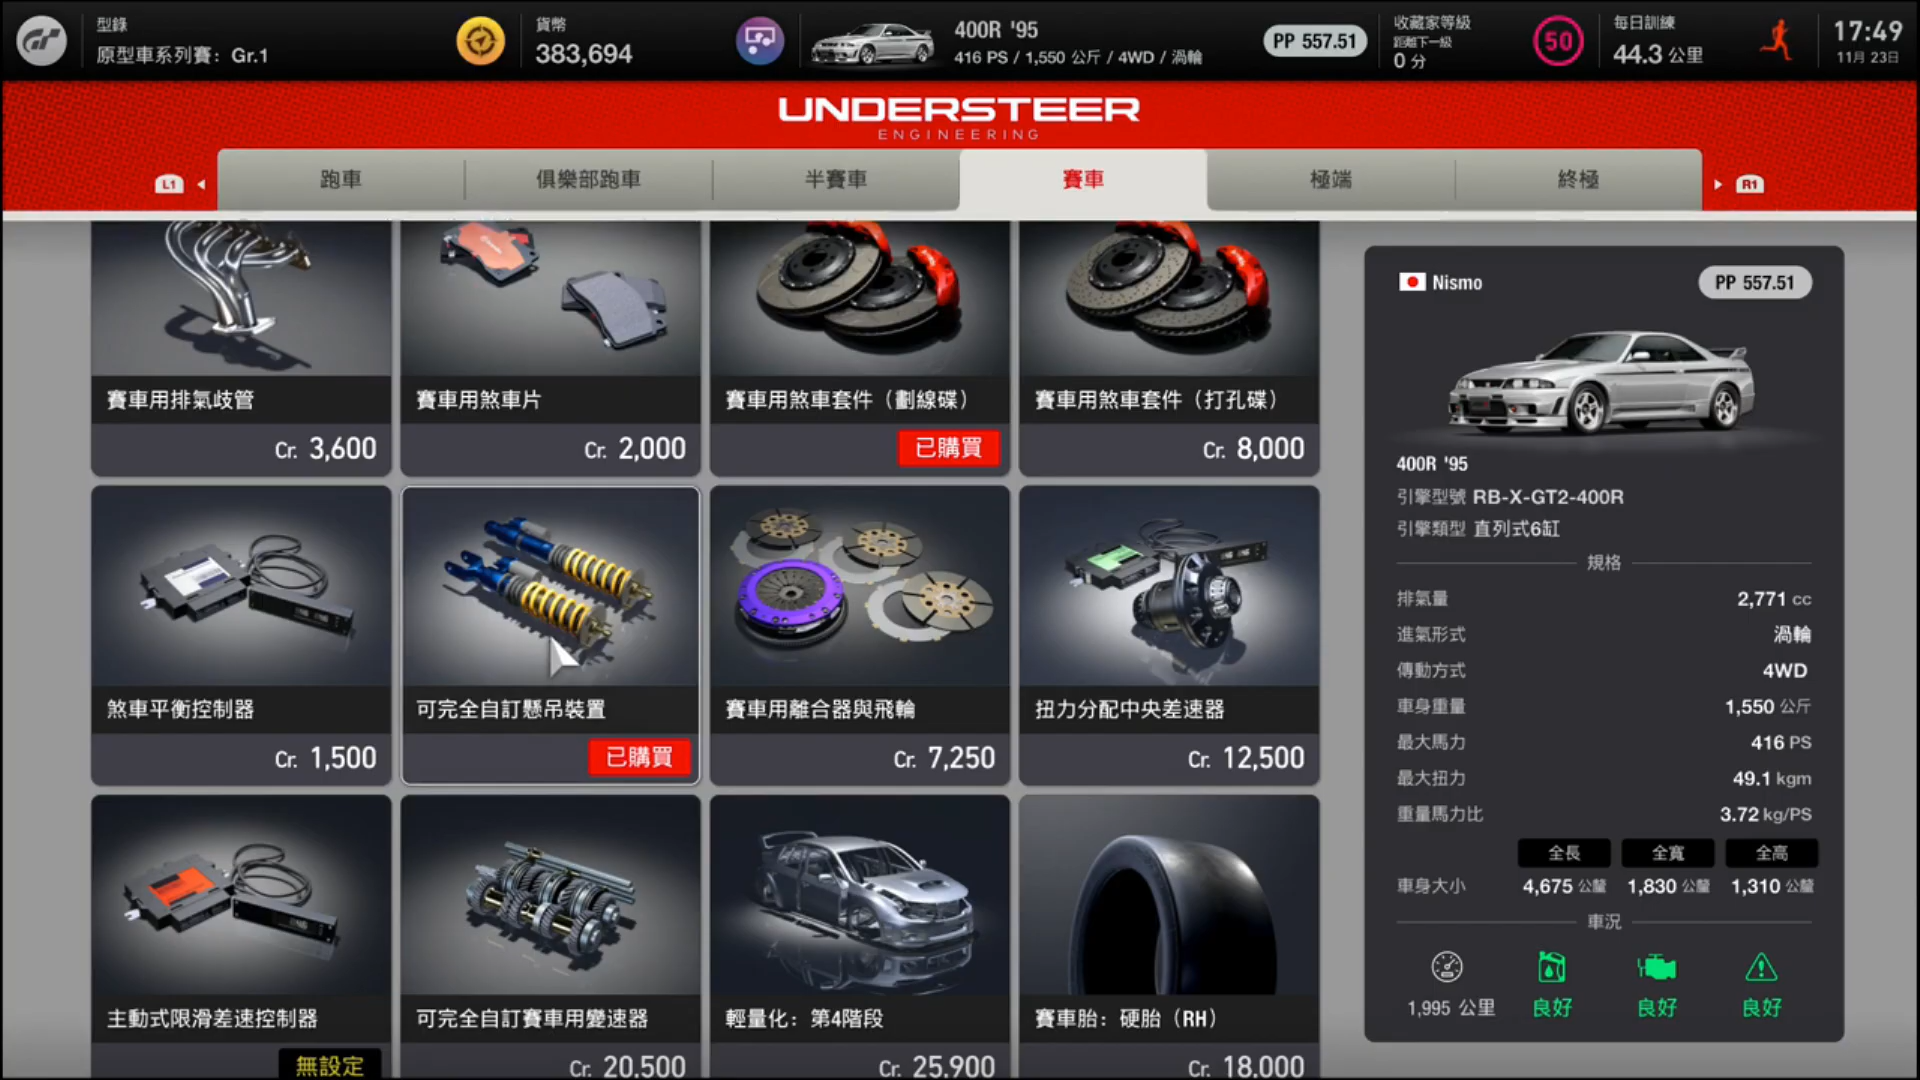 型錄
原型車系列賽：Gr.1
貨幣
383,694
400R '95
416 PS / 1,550 公斤 / 4WD / 渦輪
PP 557.51
收藏家等級
距離下一級
0 分
50
每日訓練
44.3 公里
17:49
11月 23日
UNDERSTEER
ENGINEERING
L1
跑車
俱樂部跑車
半賽車
賽車
極端
終極
R1
賽車用排氣歧管
Cr. 3,600
賽車用煞車片
Cr. 2,000
賽車用煞車套件（劃線碟）
已購買
賽車用煞車套件（打孔碟）
Cr. 8,000
煞車平衡控制器
Cr. 1,500
可完全自訂懸吊裝置
已購買
賽車用離合器與飛輪
Cr. 7,250
扭力分配中央差速器
Cr. 12,500
主動式限滑差速控制器
無設定
可完全自訂賽車用變速器
Cr. 20,500
輕量化：第4階段
Cr. 25,900
賽車胎：硬胎（RH）
Cr. 18,000
Nismo
PP 557.51
400R '95
引擎型號 RB-X-GT2-400R
引擎類型 直列式6缸
規格
排氣量 2,771 cc
進氣形式 渦輪
傳動方式 4WD
車身重量 1,550 公斤
最大馬力 416 PS
最大扭力 49.1 kgm
重量馬力比 3.72 kg/PS
全長 全寬 全高
車身大小 4,675 公釐 1,830 公釐 1,310 公釐
車況
1,995 公里 良好 良好 良好